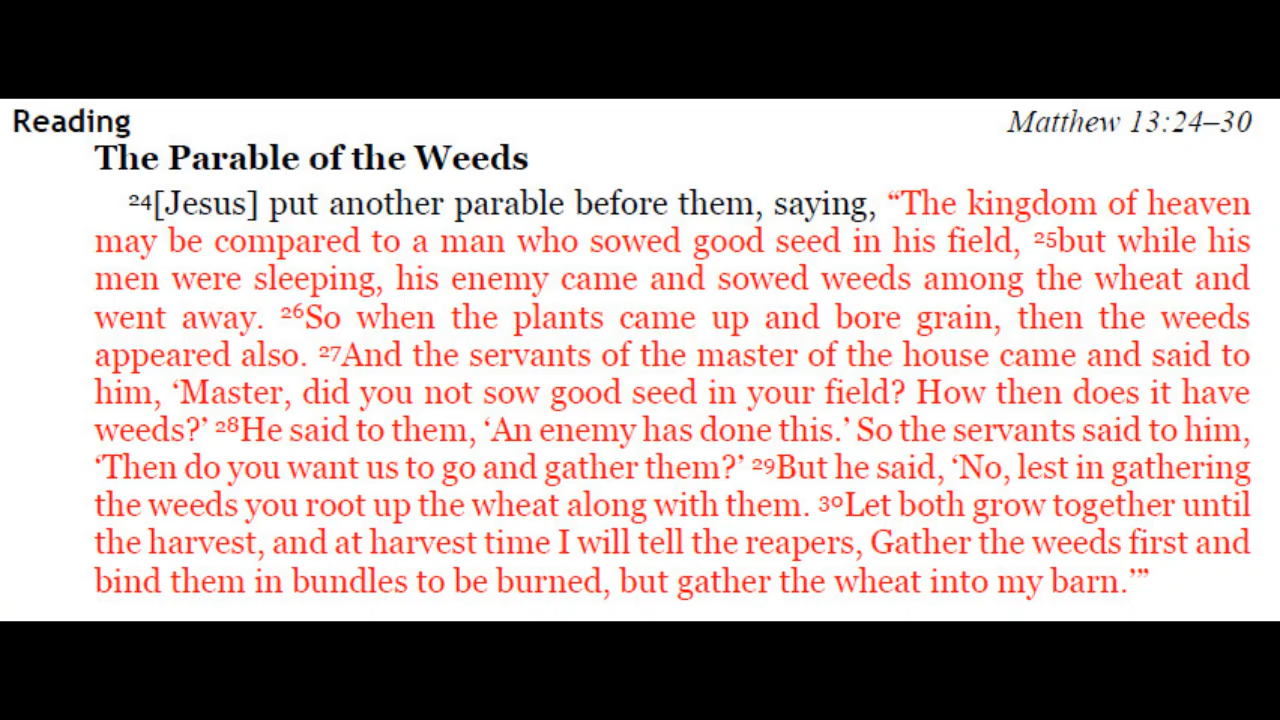 Reading Matthew 13:24–30
The Parable of the Weeds
24[Jesus] put another parable before them, saying, “The kingdom of heaven
may be compared to a man who sowed good seed in his field, 25but while his
men were sleeping, his enemy came and sowed weeds among the wheat and
went away. 26So when the plants came up and bore grain, then the weeds
appeared also. 27And the servants of the master of the house came and said to
him, ‘Master, did you not sow good seed in your field? How then does it have
weeds?’ 28He said to them, ‘An enemy has done this.’ So the servants said to him,
‘Then do you want us to go and gather them?’ 29But he said, ‘No, lest in gathering
the weeds you root up the wheat along with them. 30Let both grow together until
the harvest, and at harvest time I will tell the reapers, Gather the weeds first and
bind them in bundles to be burned, but gather the wheat into my barn.’”